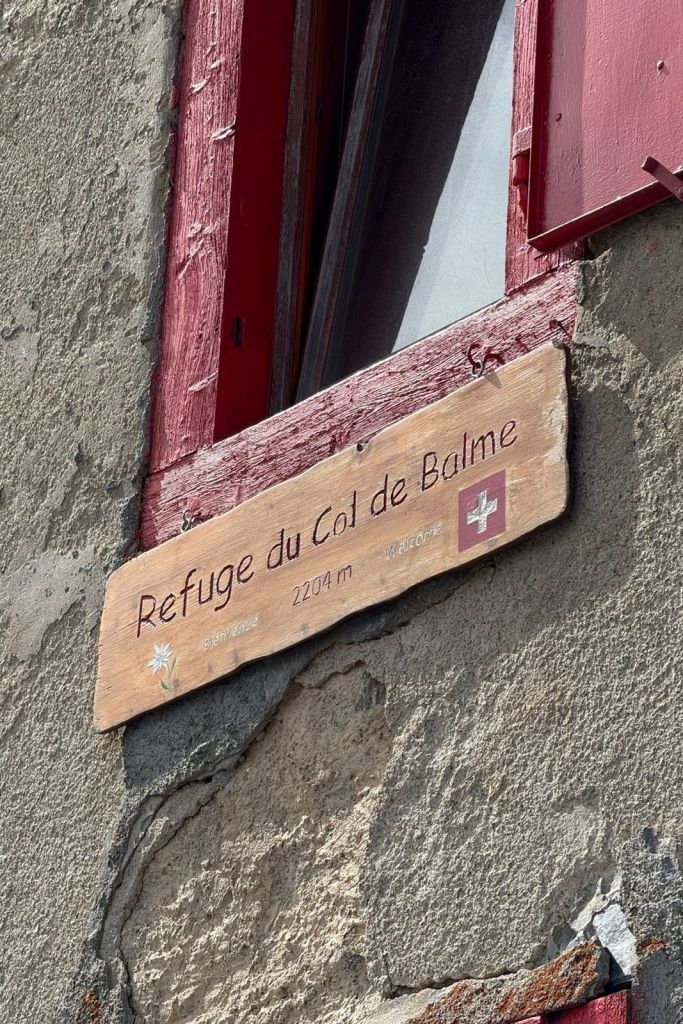 Refuge du Col de Balme
2204 m
Bienvenue
Welcome